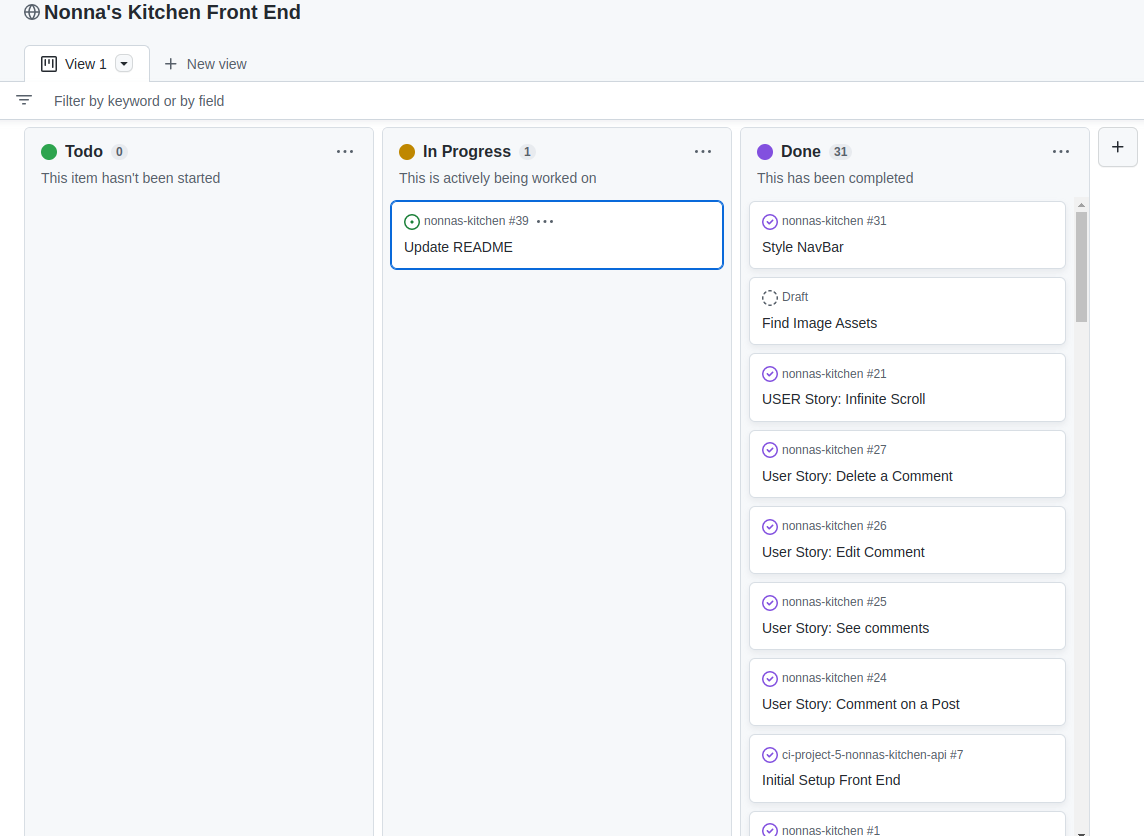 Nonna's Kitchen Front End
View 1
New view
Filter by keyword or by field
Todo 0
This item hasn't been started
In Progress 1
This is actively being worked on
nonnas-kitchen #39
Update README
Done 31
This has been completed
nonnas-kitchen #31
Style NavBar
Draft
Find Image Assets
nonnas-kitchen #21
USER Story: Infinite Scroll
nonnas-kitchen #27
User Story: Delete a Comment
nonnas-kitchen #26
User Story: Edit Comment
nonnas-kitchen #25
User Story: See comments
nonnas-kitchen #24
User Story: Comment on a Post
ci-project-5-nonnas-kitchen-api #7
Initial Setup Front End
nonnas-kitchen #1